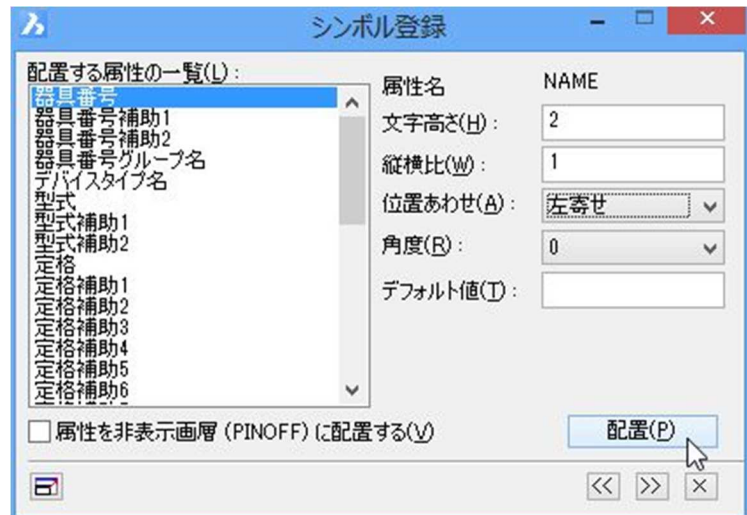 シンボル登録
配置する属性の一覧(L):
器具番号
器具番号補助1
器具番号補助2
器具番号グループ名
デバイスタイプ名
型式
型式補助1
型式補助2
定格
定格補助1
定格補助2
定格補助3
定格補助4
定格補助5
定格補助6
属性名 NAME
文字高さ(H): 2
縦横比(W): 1
位置あわせ(A): 左寄せ
角度(R): 0
デフォルト値(T):
属性を非表示画層 (PINOFF) に配置する(V)
配置(P)